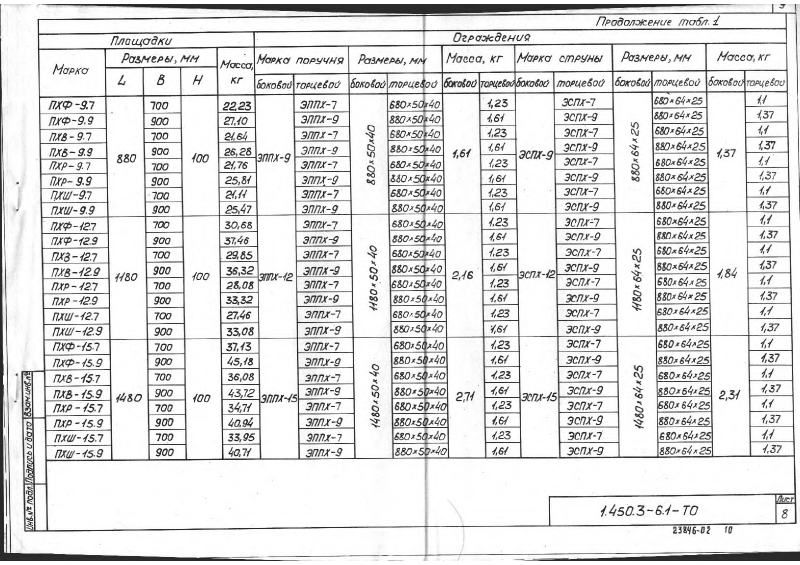 9
Продолжение табл. 1
Площадки Ограждения
Марка Размеры, мм Масса, кг Марка поручня Размеры, мм Масса, кг Марка струны Размеры, мм Масса, кг
L B H боковой торцевой боковой торцевой боковой торцевой боковой торцевой боковой торцевой боковой торцевой
ПХФ-9.7 880 700 100 22,23 ЭППХ-9 ЭППХ-7 880×50×40 680×50×40 1,61 1,23 ЭСПХ-9 ЭСПХ-7 880×64×25 680×64×25 1,37 1,1
ПХФ-9.9 900 27,10 ЭППХ-9 880×50×40 1,61 ЭСПХ-9 880×64×25 1,37
ПХВ-9.7 700 21,64 ЭППХ-7 680×50×40 1,23 ЭСПХ-7 680×64×25 1,1
ПХВ-9.9 900 26,28 ЭППХ-9 880×50×40 1,61 ЭСПХ-9 880×64×25 1,37
ПХР-9.7 700 21,76 ЭППХ-7 680×50×40 1,23 ЭСПХ-7 680×64×25 1,1
ПХР-9.9 900 25,81 ЭППХ-9 880×50×40 1,61 ЭСПХ-9 880×64×25 1,37
ПХШ-9.7 700 21,11 ЭППХ-7 680×50×40 1,23 ЭСПХ-7 680×64×25 1,1
ПХШ-9.9 900 25,47 ЭППХ-9 880×50×40 1,61 ЭСПХ-9 880×64×25 1,37
ПХФ-12.7 1180 700 100 30,68 ЭППХ-12 ЭППХ-7 1180×50×40 680×50×40 2,16 1,23 ЭСПХ-12 ЭСПХ-7 1180×64×25 680×64×25 1,84 1,1
ПХФ-12.9 900 37,46 ЭППХ-9 880×50×40 1,61 ЭСПХ-9 880×64×25 1,37
ПХВ-12.7 700 29,85 ЭППХ-7 680×50×40 1,23 ЭСПХ-7 680×64×25 1,1
ПХВ-12.9 900 36,32 ЭППХ-9 880×50×40 1,61 ЭСПХ-9 880×64×25 1,37
ПХР-12.7 700 28,08 ЭППХ-7 680×50×40 1,23 ЭСПХ-7 680×64×25 1,1
ПХР-12.9 900 33,32 ЭППХ-9 880×50×40 1,61 ЭСПХ-9 880×64×25 1,37
ПХШ-12.7 700 27,46 ЭППХ-7 680×50×40 1,23 ЭСПХ-7 680×64×25 1,1
ПХШ-12.9 900 33,08 ЭППХ-9 880×50×40 1,61 ЭСПХ-9 880×64×25 1,37
ПХФ-15.7 1480 700 100 37,13 ЭППХ-15 ЭППХ-7 1480×50×40 680×50×40 2,71 1,23 ЭСПХ-15 ЭСПХ-7 1480×64×25 680×64×25 2,31 1,1
ПХФ-15.9 900 45,18 ЭППХ-9 880×50×40 1,61 ЭСПХ-9 880×64×25 1,37
ПХВ-15.7 700 36,08 ЭППХ-7 680×50×40 1,23 ЭСПХ-7 680×64×25 1,1
ПХВ-15.9 900 43,72 ЭППХ-9 880×50×40 1,61 ЭСПХ-9 880×64×25 1,37
ПХР-15.7 700 34,71 ЭППХ-7 680×50×40 1,23 ЭСПХ-7 680×64×25 1,1
ПХР-15.9 900 40,94 ЭППХ-9 880×50×40 1,61 ЭСПХ-9 880×64×25 1,37
ПХШ-15.7 700 33,95 ЭППХ-7 680×50×40 1,23 ЭСПХ-7 680×64×25 1,1
ПХШ-15.9 900 40,71 ЭППХ-9 880×50×40 1,61 ЭСПХ-9 880×64×25 1,37
Инв.№ подл. Подпись и дата Взам.инв.№
1.450.3-6.1-ТО
Лист
8
23846-02 10